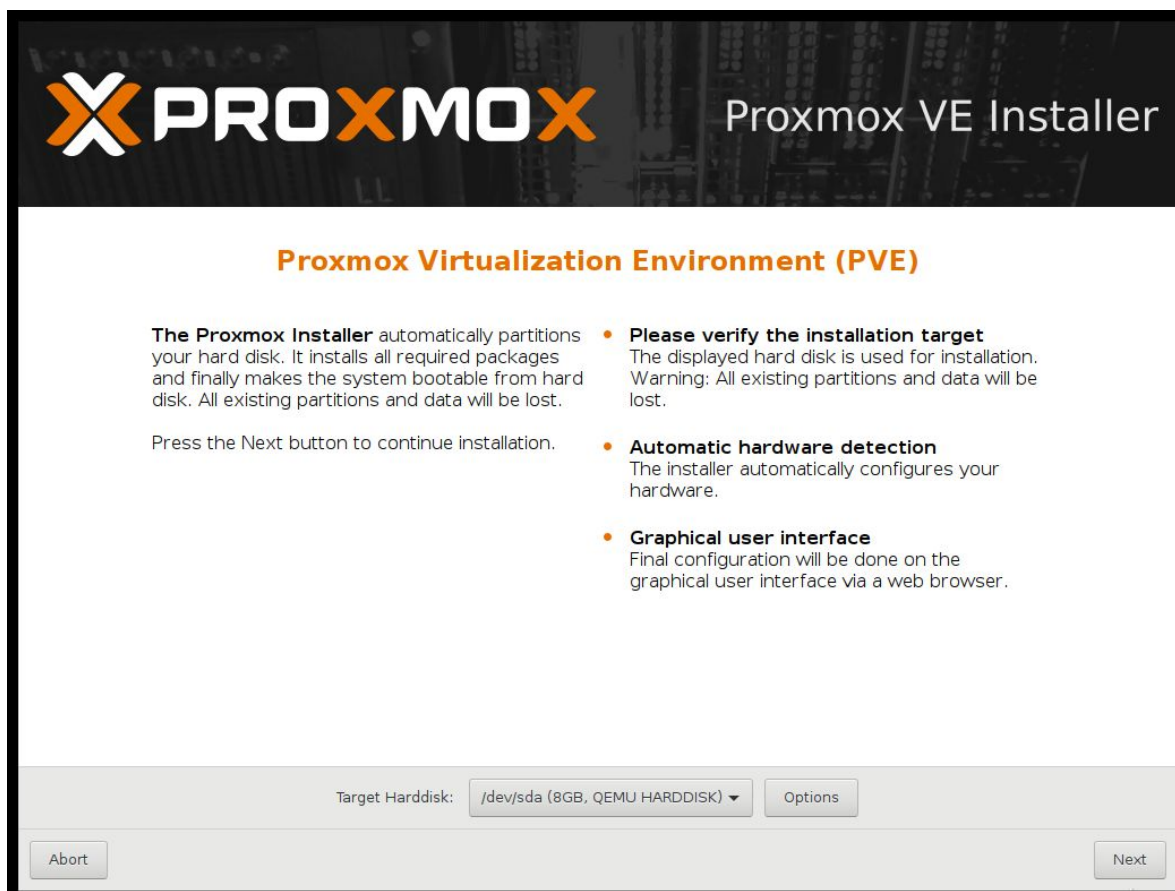 PROXMOX
Proxmox VE Installer
Proxmox Virtualization Environment (PVE)
The Proxmox Installer automatically partitions
your hard disk. It installs all required packages
and finally makes the system bootable from hard
disk. All existing partitions and data will be lost.
Press the Next button to continue installation.
Please verify the installation target
The displayed hard disk is used for installation.
Warning: All existing partitions and data will be
lost.
Automatic hardware detection
The installer automatically configures your
hardware.
Graphical user interface
Final configuration will be done on the
graphical user interface via a web browser.
Target Harddisk: /dev/sda (8GB, QEMU HARDDISK) Options
Abort Next